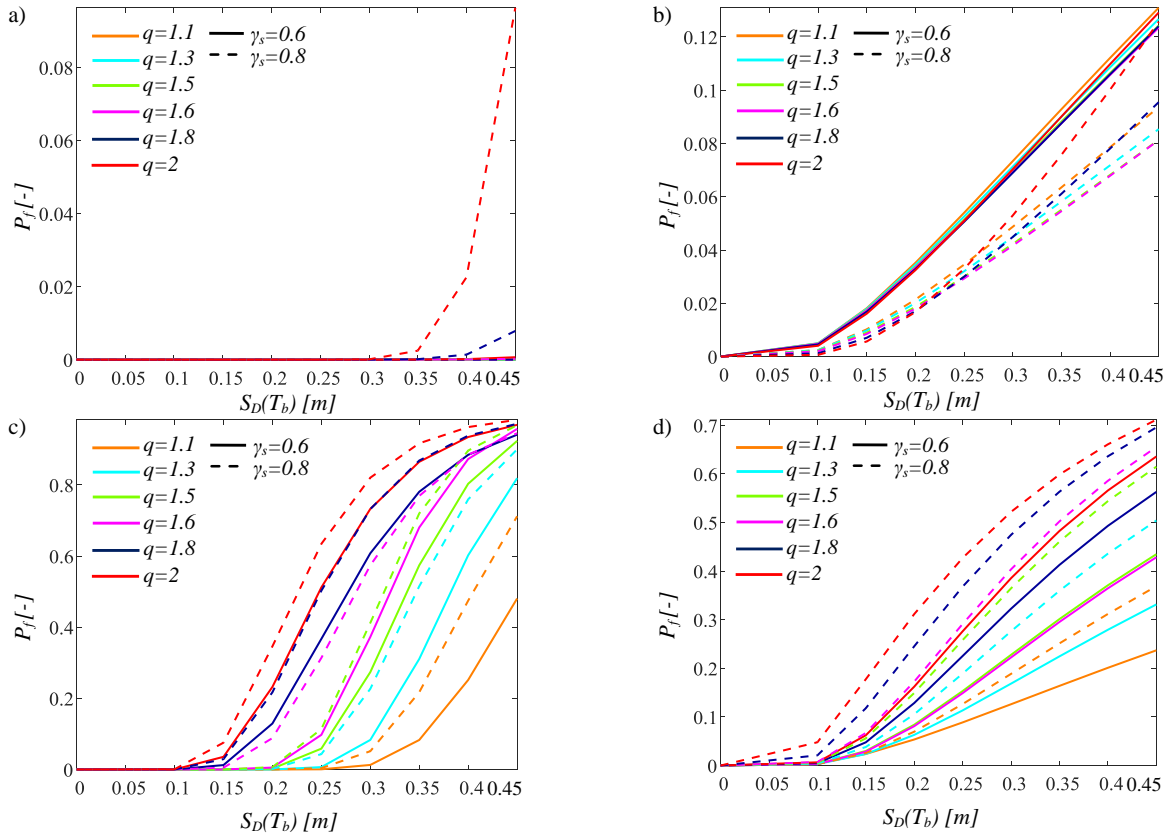 a)
q=1.1 γs=0.6
q=1.3 γs=0.8
q=1.5
q=1.6
q=1.8
q=2
Pf [-]
0.08
0.06
0.04
0.02
0
0 0.05 0.1 0.15 0.2 0.25 0.3 0.35 0.4 0.45
SD(Tb) [m]
b)
q=1.1 γs=0.6
q=1.3 γs=0.8
q=1.5
q=1.6
q=1.8
q=2
Pf [-]
0.12
0.1
0.08
0.06
0.04
0.02
0
0 0.05 0.1 0.15 0.2 0.25 0.3 0.35 0.4 0.45
SD(Tb) [m]
c)
q=1.1 γs=0.6
q=1.3 γs=0.8
q=1.5
q=1.6
q=1.8
q=2
Pf [-]
0.8
0.6
0.4
0.2
0
0 0.05 0.1 0.15 0.2 0.25 0.3 0.35 0.4 0.45
SD(Tb) [m]
d)
q=1.1 γs=0.6
q=1.3 γs=0.8
q=1.5
q=1.6
q=1.8
q=2
Pf [-]
0.7
0.6
0.5
0.4
0.3
0.2
0.1
0
0 0.05 0.1 0.15 0.2 0.25 0.3 0.35 0.4 0.45
SD(Tb) [m]